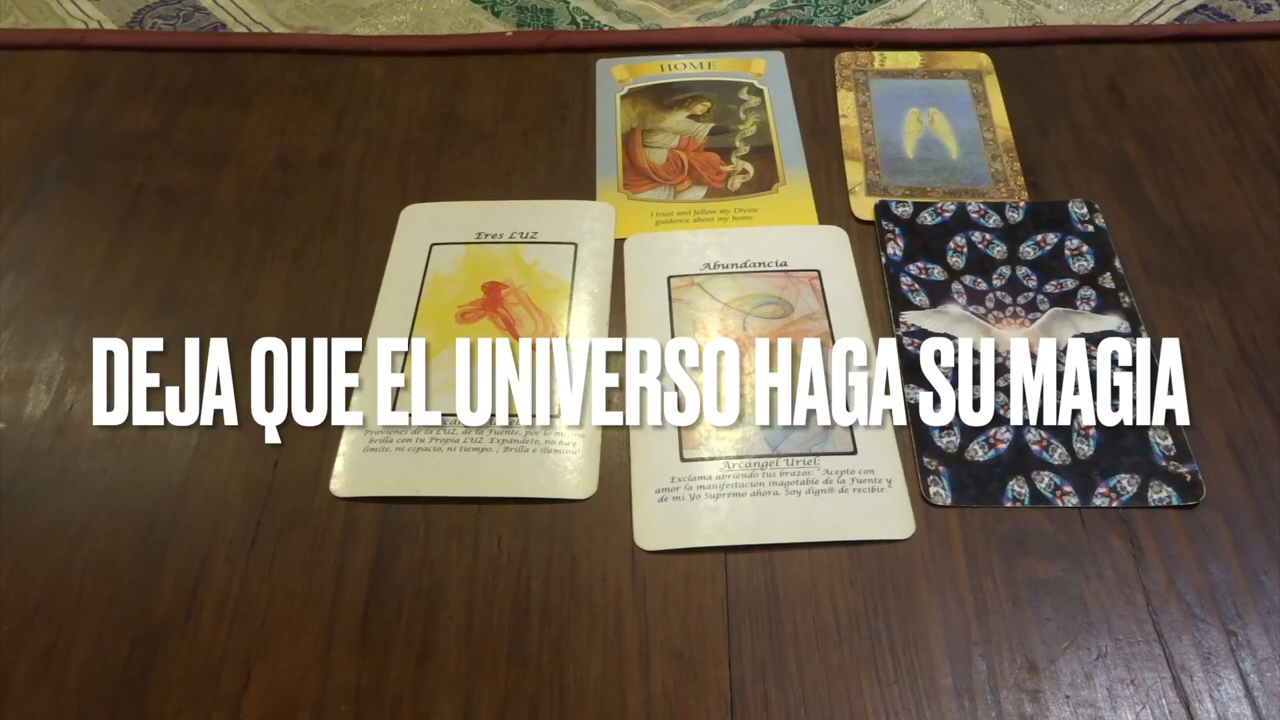 HOME
I trust and follow my Divine
guidance about my home.
Eres LUZ
Provienes de la LUZ, de la Fuente, por lo mismo
brilla con tu Propia LUZ. Expándete, no hay
límite, ni espacio, ni tiempo. ¡Brilla e ilumina!
Abundancia
Arcángel Uriel:
Exclama abriendo tus brazos: "Acepto con
amor la manifestación inagotable de la Fuente y
de mi Yo Supremo ahora. Soy dign@ de recibir."
DEJA QUE EL UNIVERSO HAGA SU MAGIA